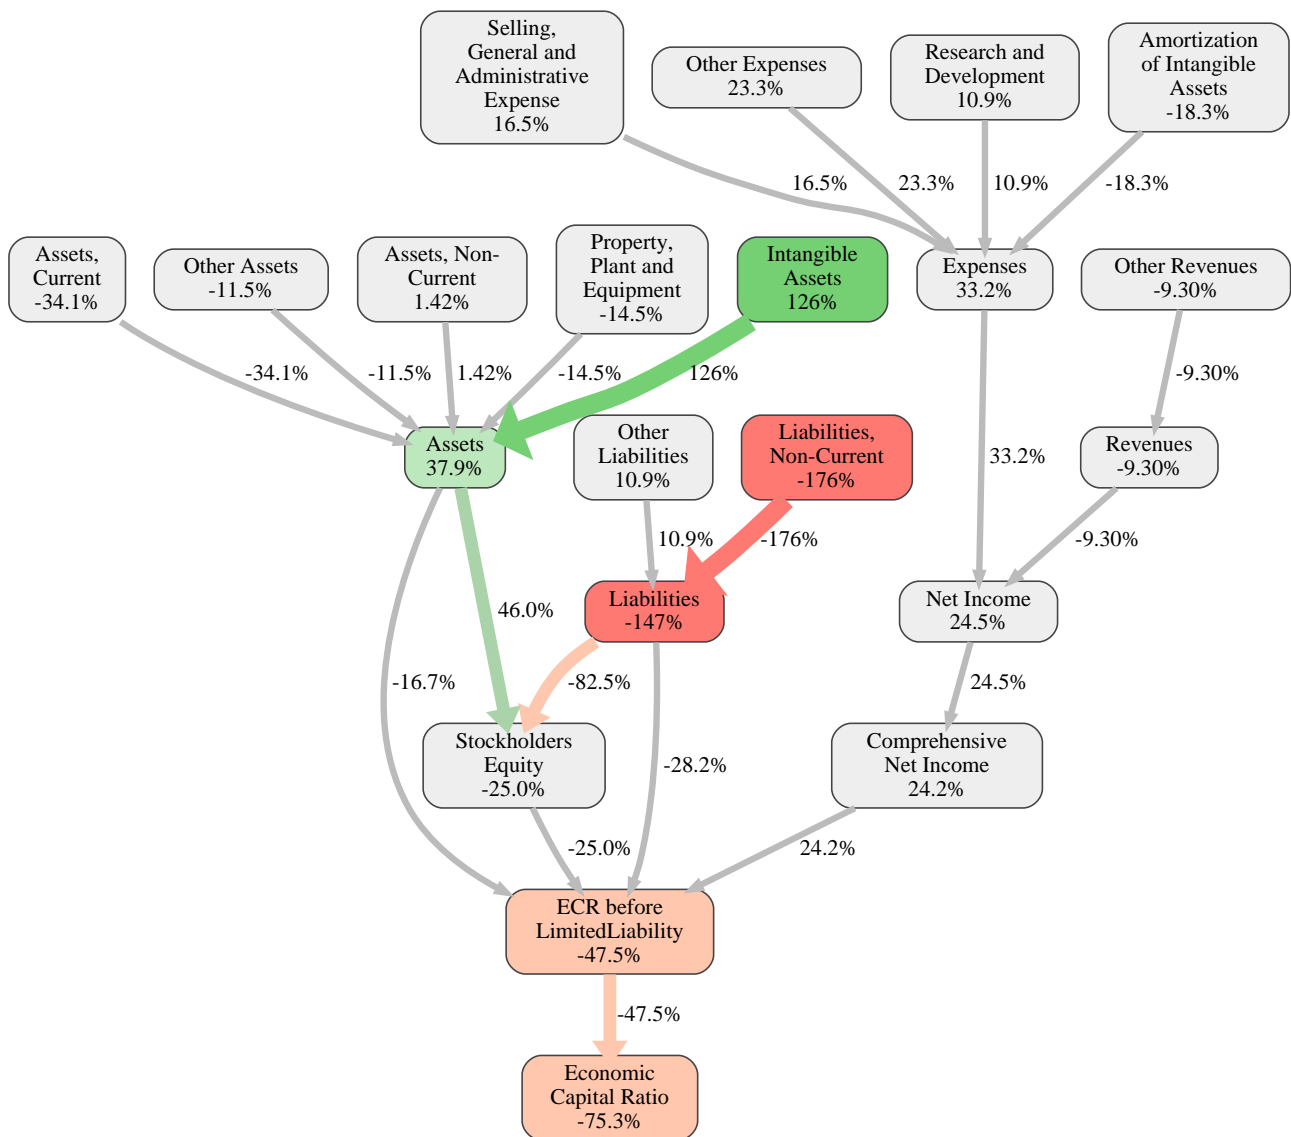 Selling,
General and
Administrative
Expense
16.5%
Other Expenses
23.3%
Research and
Development
10.9%
Amortization
of Intangible
Assets
-18.3%
16.5%
23.3%
10.9%
-18.3%
Assets,
Current
-34.1%
Other Assets
-11.5%
Assets, Non-
Current
1.42%
Property,
Plant and
Equipment
-14.5%
Intangible
Assets
126%
Expenses
33.2%
Other Revenues
-9.30%
-34.1%
-11.5%
1.42%
-14.5%
126%
-9.30%
Assets
37.9%
Other
Liabilities
10.9%
Liabilities,
Non-Current
-176%
33.2%
Revenues
-9.30%
10.9%
-176%
-9.30%
Liabilities
-147%
Net Income
24.5%
46.0%
-16.7%
-82.5%
24.5%
Stockholders
Equity
-25.0%
-28.2%
Comprehensive
Net Income
24.2%
-25.0%
24.2%
ECR before
LimitedLiability
-47.5%
-47.5%
Economic
Capital Ratio
-75.3%